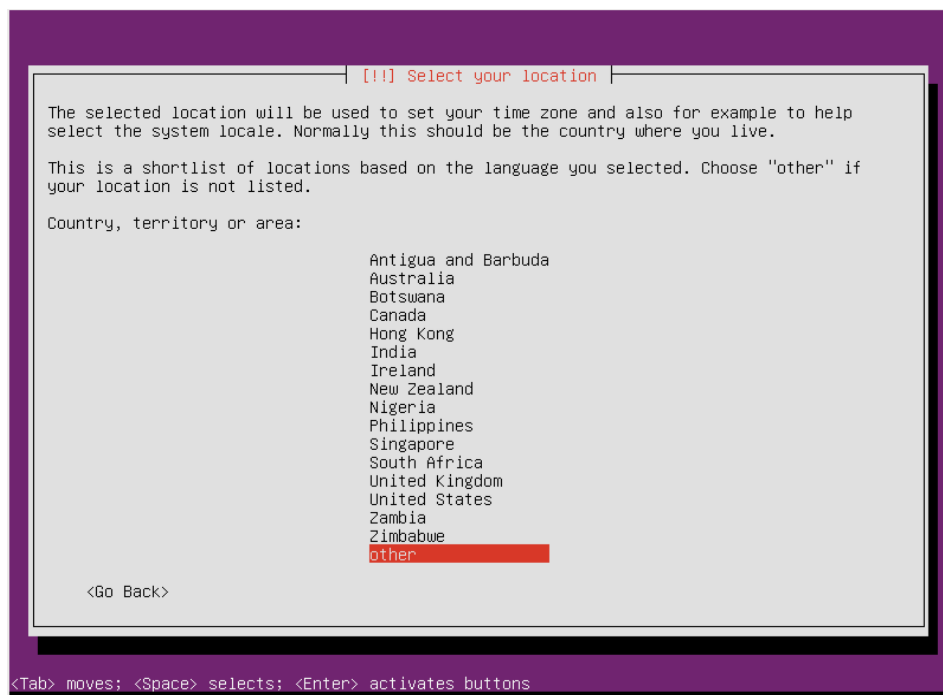 [!!] Select your location
The selected location will be used to set your time zone and also for example to help
select the system locale. Normally this should be the country where you live.
This is a shortlist of locations based on the language you selected. Choose "other" if
your location is not listed.
Country, territory or area:
Antigua and Barbuda
Australia
Botswana
Canada
Hong Kong
India
Ireland
New Zealand
Nigeria
Philippines
Singapore
South Africa
United Kingdom
United States
Zambia
Zimbabwe
other
<Go Back>
<Tab> moves; <Space> selects; <Enter> activates buttons